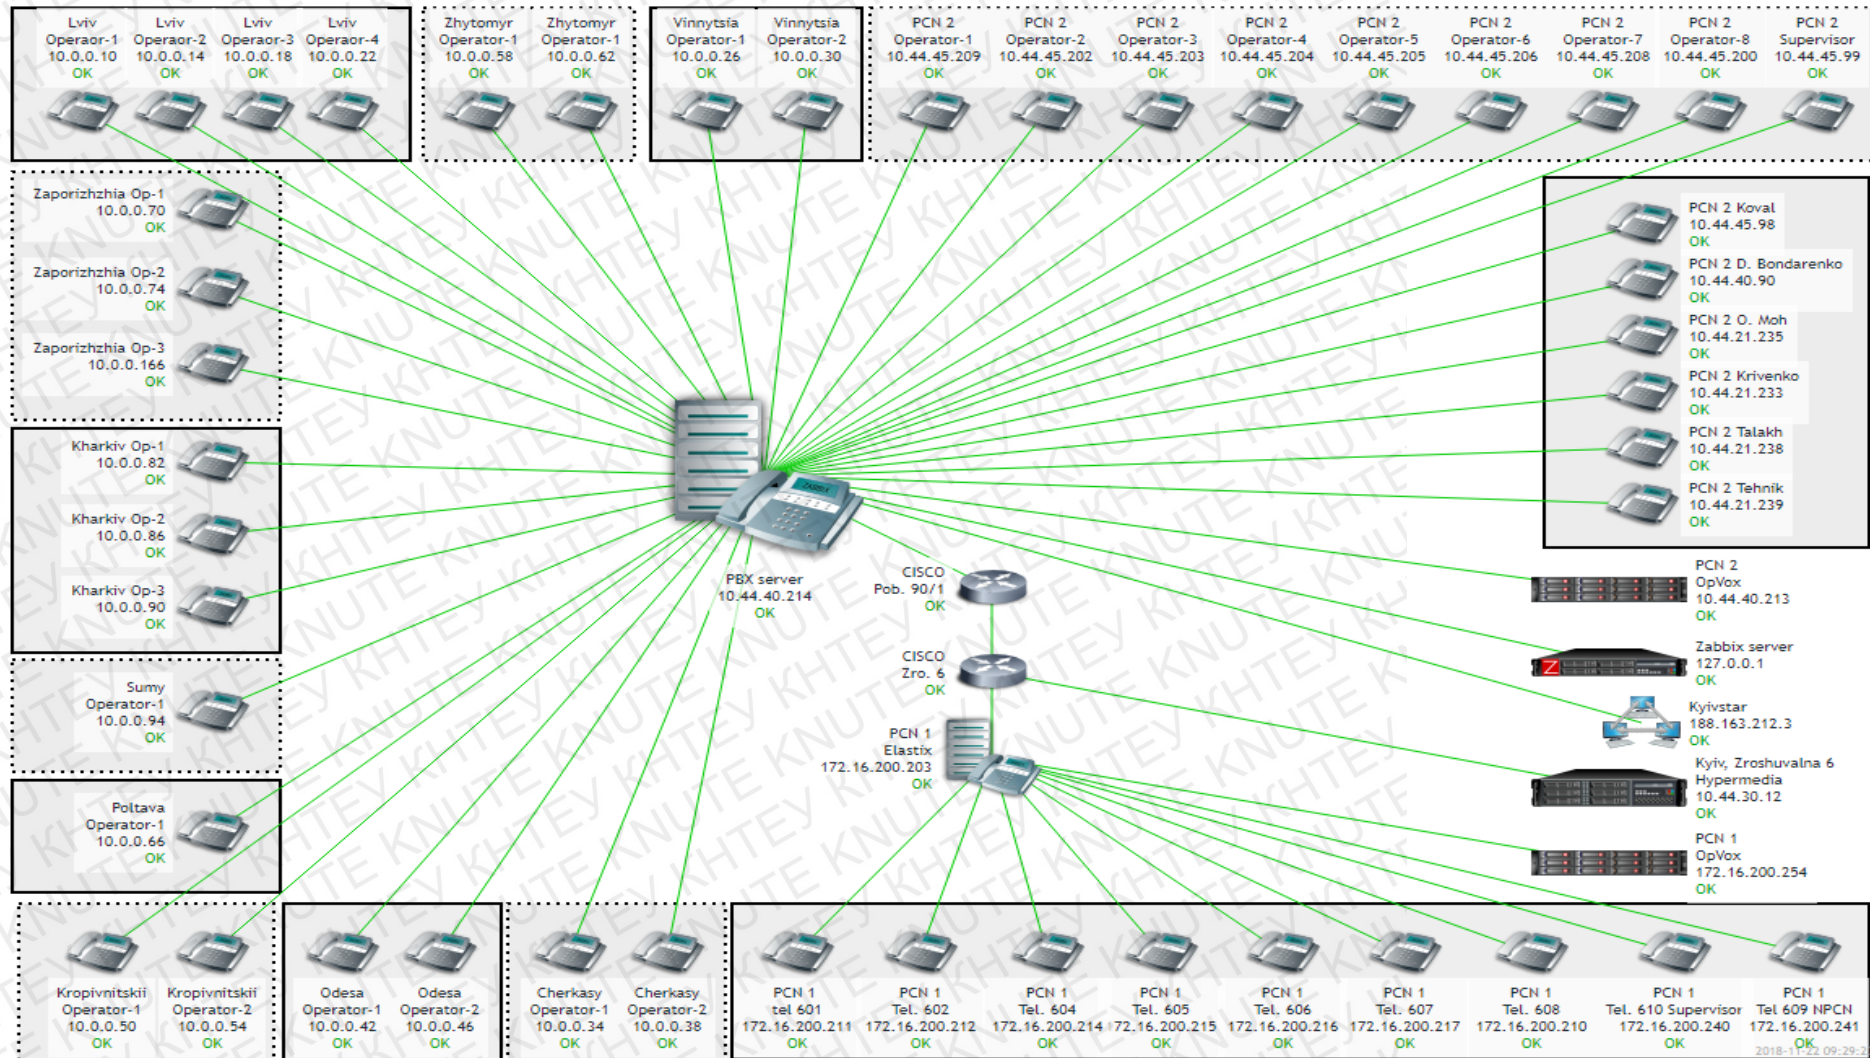 Lviv
Operaor-1
10.0.0.10
OK
Lviv
Operaor-2
10.0.0.14
OK
Lviv
Operaor-3
10.0.0.18
OK
Lviv
Operaor-4
10.0.0.22
OK
Zhytomyr
Operator-1
10.0.0.58
OK
Zhytomyr
Operator-1
10.0.0.62
OK
Vinnytsia
Operator-1
10.0.0.26
OK
Vinnytsia
Operator-2
10.0.0.30
OK
PCN 2
Operator-1
10.44.45.209
OK
PCN 2
Operator-2
10.44.45.202
OK
PCN 2
Operator-3
10.44.45.203
OK
PCN 2
Operator-4
10.44.45.204
OK
PCN 2
Operator-5
10.44.45.205
OK
PCN 2
Operator-6
10.44.45.206
OK
PCN 2
Operator-7
10.44.45.208
OK
PCN 2
Operator-8
10.44.45.200
OK
PCN 2
Supervisor
10.44.45.99
OK
Zaporizhzhia Op-1
10.0.0.70
OK
Zaporizhzhia Op-2
10.0.0.74
OK
Zaporizhzhia Op-3
10.0.0.166
OK
Kharkiv Op-1
10.0.0.82
OK
Kharkiv Op-2
10.0.0.86
OK
Kharkiv Op-3
10.0.0.90
OK
Sumy
Operator-1
10.0.0.94
OK
Poltava
Operator-1
10.0.0.66
OK
ZABBIX
PBX server
10.44.40.214
OK
CISCO
Pob. 90/1
OK
CISCO
Zro. 6
OK
PCN 1
Elastix
172.16.200.203
OK
PCN 2 Koval
10.44.45.98
OK
PCN 2 D. Bondarenko
10.44.40.90
OK
PCN 2 O. Moh
10.44.21.235
OK
PCN 2 Krivenko
10.44.21.233
OK
PCN 2 Talakh
10.44.21.238
OK
PCN 2 Tehnik
10.44.21.239
OK
PCN 2
OpVox
10.44.40.213
OK
Z
Zabbix server
127.0.0.1
OK
Kyivstar
188.163.212.3
OK
Kyiv, Zroshuvalna 6
Hypermedia
10.44.30.12
OK
PCN 1
OpVox
172.16.200.254
OK
Kropivnitskii
Operator-1
10.0.0.50
OK
Kropivnitskii
Operator-2
10.0.0.54
OK
Odesa
Operator-1
10.0.0.42
OK
Odesa
Operator-2
10.0.0.46
OK
Cherkasy
Operator-1
10.0.0.34
OK
Cherkasy
Operator-2
10.0.0.38
OK
PCN 1
tel 601
172.16.200.211
OK
PCN 1
Tel. 602
172.16.200.212
OK
PCN 1
Tel. 604
172.16.200.214
OK
PCN 1
Tel. 605
172.16.200.215
OK
PCN 1
Tel. 606
172.16.200.216
OK
PCN 1
Tel. 607
172.16.200.217
OK
PCN 1
Tel. 608
172.16.200.210
OK
PCN 1
Tel. 610 Supervisor
172.16.200.240
OK
PCN 1
Tel 609 NPCN
172.16.200.241
OK
2018-11-22 09:29:2
KNUTE KHTEY KNUTE KHTEY